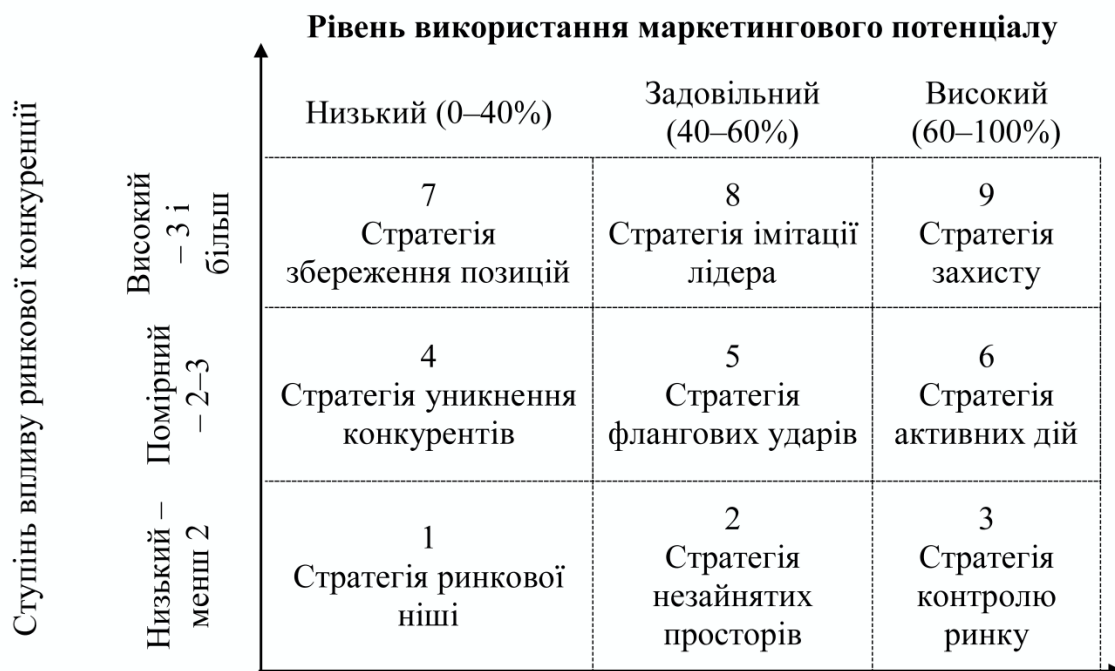 Рівень використання маркетингового потенціалу
Ступінь впливу ринкової конкуренції
Низький (0–40%)
Задовільний
(40–60%)
Високий
(60–100%)
Високий
– 3 і
більш
7
Стратегія
збереження позицій
8
Стратегія імітації
лідера
9
Стратегія
захисту
Помірний
– 2–3
4
Стратегія уникнення
конкурентів
5
Стратегія
флангових ударів
6
Стратегія
активних дій
Низький –
менш 2
1
Стратегія ринкової
ніші
2
Стратегія
незайнятих
просторів
3
Стратегія
контролю
ринку